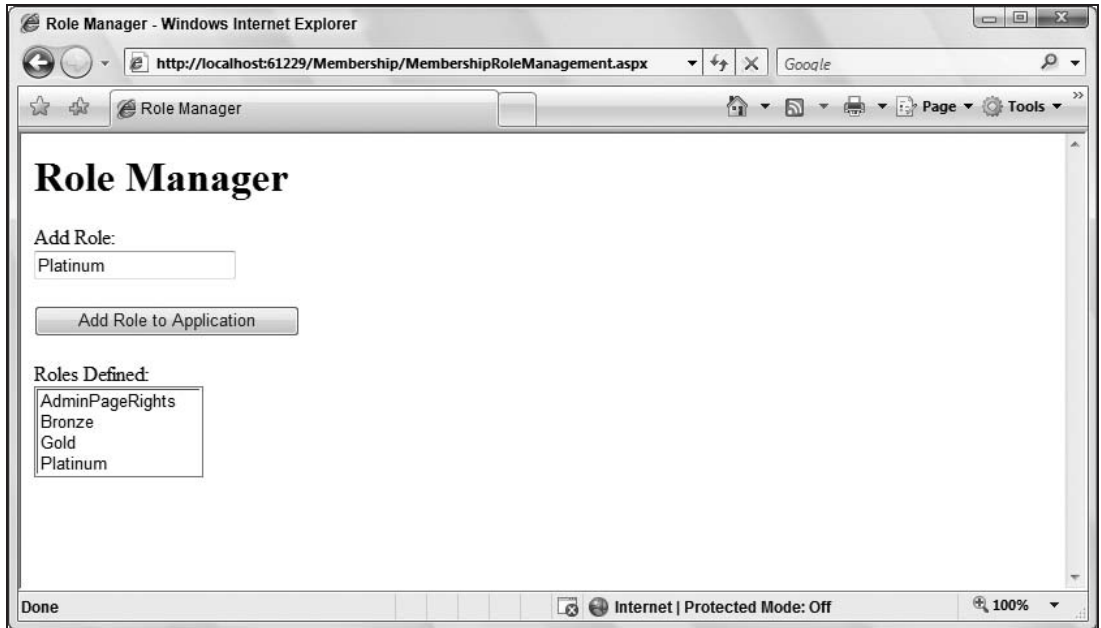 Role Manager - Windows Internet Explorer
http://localhost:61229/Membership/MembershipRoleManagement.aspx
Google
Role Manager
Page
Tools
Role Manager
Add Role:
Platinum
Add Role to Application
Roles Defined:
AdminPageRights
Bronze
Gold
Platinum
Done
Internet | Protected Mode: Off
100%